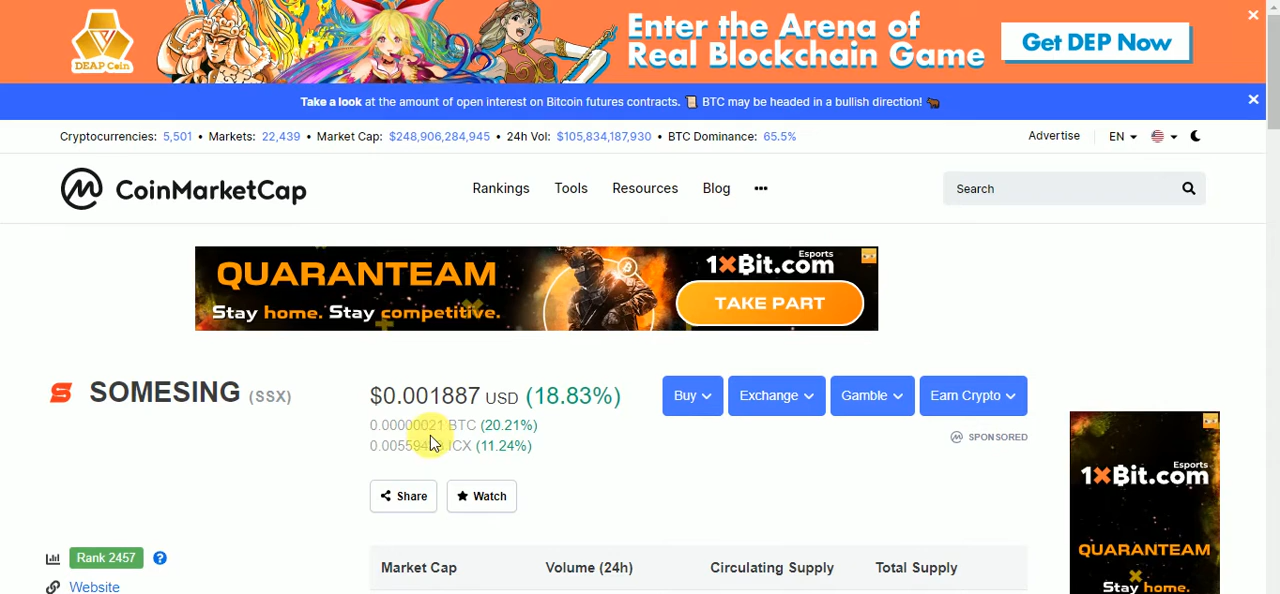 Enter the Arena of
Real Blockchain Game
Get DEP Now
DEAP Coin
Take a look at the amount of open interest on Bitcoin futures contracts. 📜 BTC may be headed in a bullish direction! 🐂
Cryptocurrencies: 5,501 • Markets: 22,439 • Market Cap: $248,906,284,945 • 24h Vol: $105,834,187,930 • BTC Dominance: 65.5%
Advertise
EN
CoinMarketCap
Rankings
Tools
Resources
Blog
Search
QUARANTEAM
Stay home. Stay competitive.
Esports
1XBit.com
TAKE PART
SOMESING (SSX)
$0.001887 USD (18.83%)
0.00000021 BTC (20.21%)
ICX (11.24%)
Buy
Exchange
Gamble
Earn Crypto
SPONSORED
Share
Watch
Esports
1XBit.com
QUARANTEAM
Stay home.
Rank 2457
Website
Market Cap
Volume (24h)
Circulating Supply
Total Supply